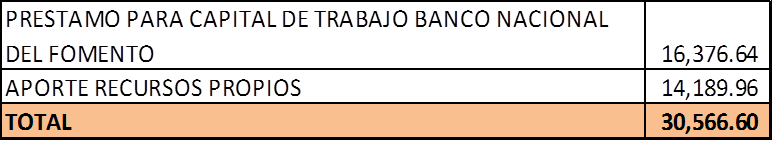 PRESTAMO PARA CAPITAL DE TRABAJO BANCO NACIONAL
DEL FOMENTO 16,376.64
APORTE RECURSOS PROPIOS 14,189.96
TOTAL 30,566.60